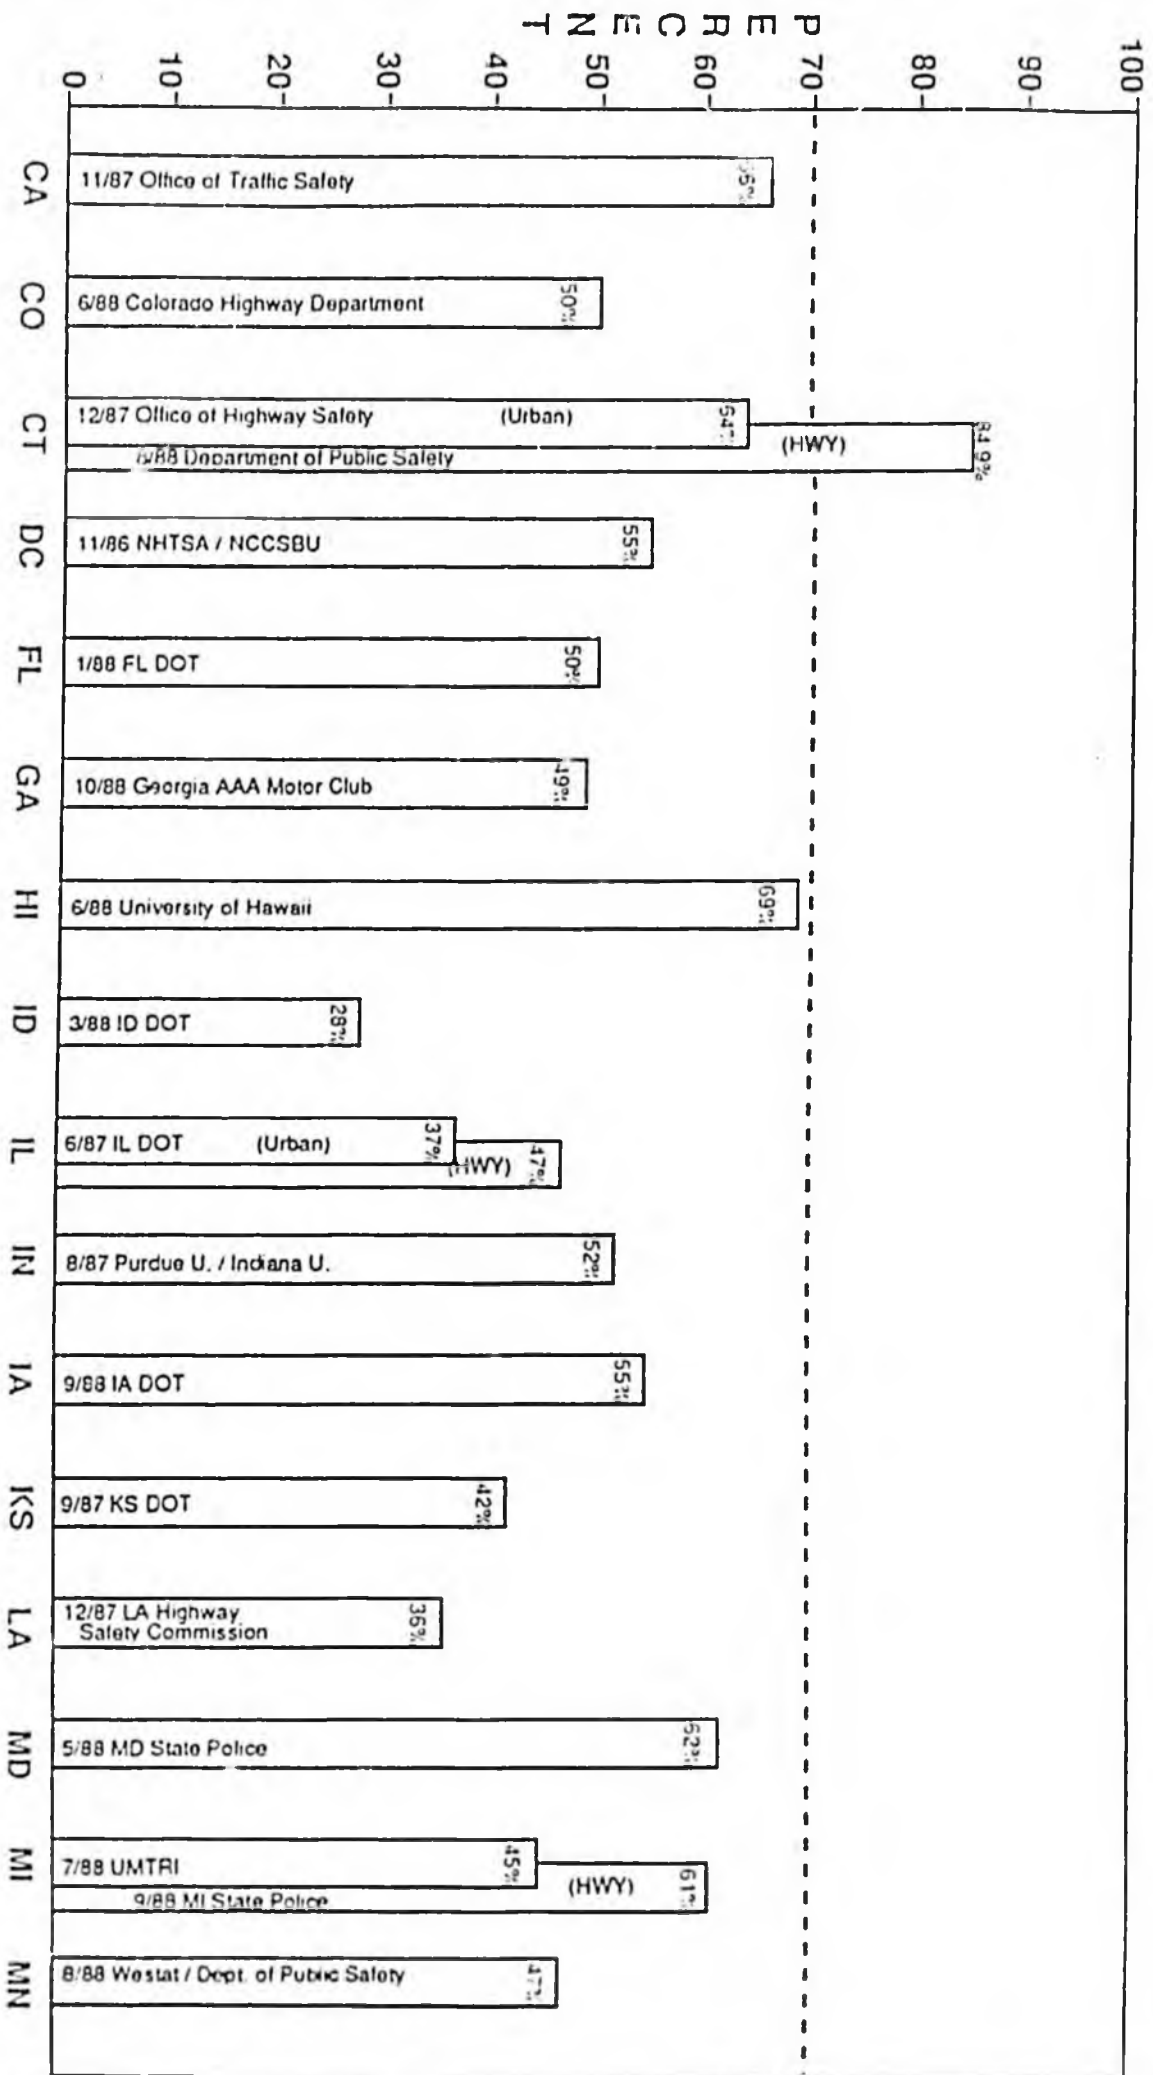 PERCENT
100
90
80
70
60
50
40
30
20
10
0
11/87 Office of Traffic Safety
66%
CA
6/88 Colorado Highway Department
50%
CO
12/87 Office of Highway Safety (Urban)
64%
(HWY)
84.9%
/88 Department of Public Safety
CT
11/86 NHTSA / NCCSBU
55%
DC
1/88 FL DOT
50%
FL
10/88 Georgia AAA Motor Club
49%
GA
6/88 University of Hawaii
69%
HI
3/88 ID DOT
28%
ID
6/87 IL DOT (Urban)
37%
(HWY)
47%
IL
8/87 Purdue U. / Indiana U.
52%
IN
9/88 IA DOT
55%
IA
9/87 KS DOT
42%
KS
12/87 LA Highway
Safety Commission
36%
LA
5/88 MD State Police
62%
MD
7/88 UMTRI
45%
(HWY)
61%
9/88 MI State Police
MI
8/88 Westat / Dept. of Public Safety
47%
MN